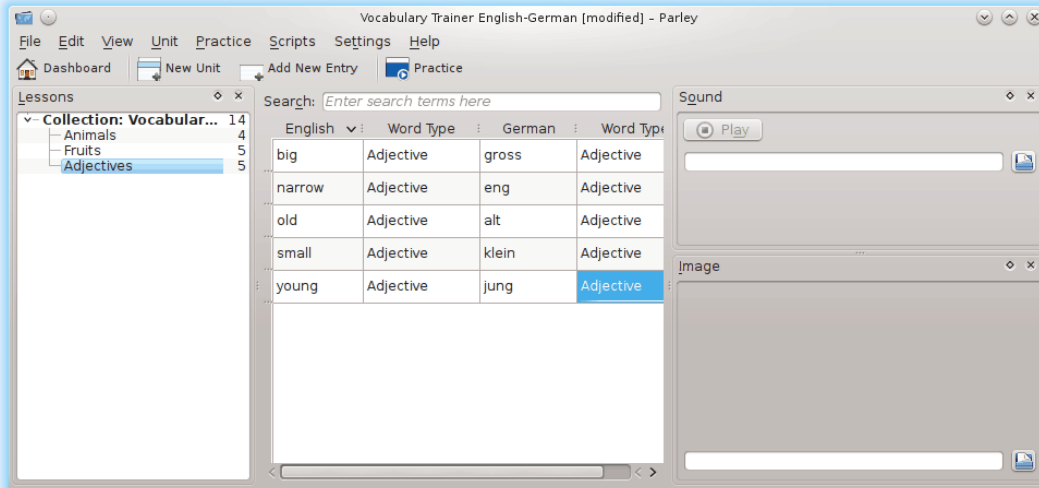 Vocabulary Trainer English-German [modified] – Parley
File Edit View Unit Practice Scripts Settings Help
Dashboard New Unit Add New Entry Practice
Lessons
Collection: Vocabular... 14
Animals 4
Fruits 5
Adjectives 5
Search: Enter search terms here
English Word Type German Word Type
big Adjective gross Adjective
narrow Adjective eng Adjective
old Adjective alt Adjective
small Adjective klein Adjective
young Adjective jung Adjective
Sound
Play
Image